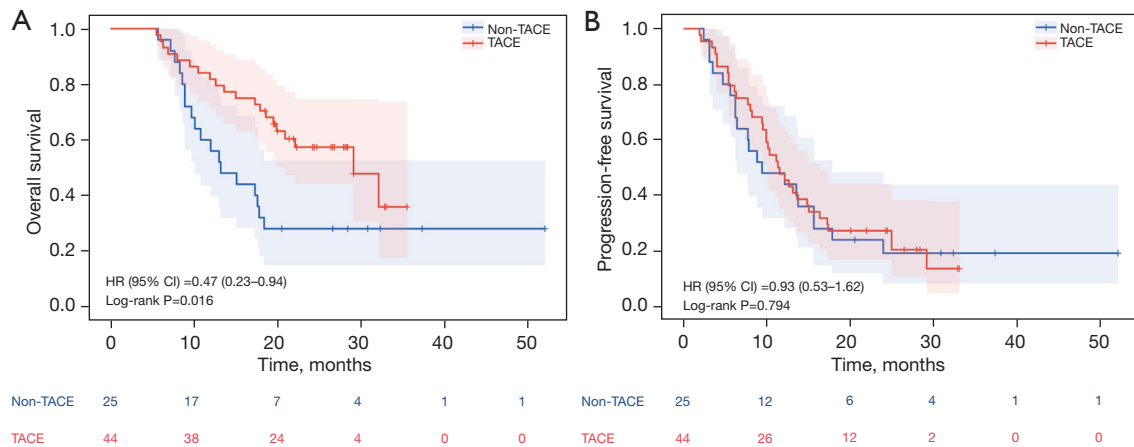 A
Non-TACE
TACE
Overall survival
1.0
0.8
0.6
0.4
0.2
0.0
HR (95% CI) =0.47 (0.23–0.94)
Log-rank P=0.016
0 10 20 30 40 50
Time, months
Non-TACE 25 17 7 4 1 1
TACE 44 38 24 4 0 0
B
Non-TACE
TACE
Progression-free survival
1.0
0.8
0.6
0.4
0.2
0.0
HR (95% CI) =0.93 (0.53–1.62)
Log-rank P=0.794
0 10 20 30 40 50
Time, months
Non-TACE 25 12 6 4 1 1
TACE 44 26 12 2 0 0